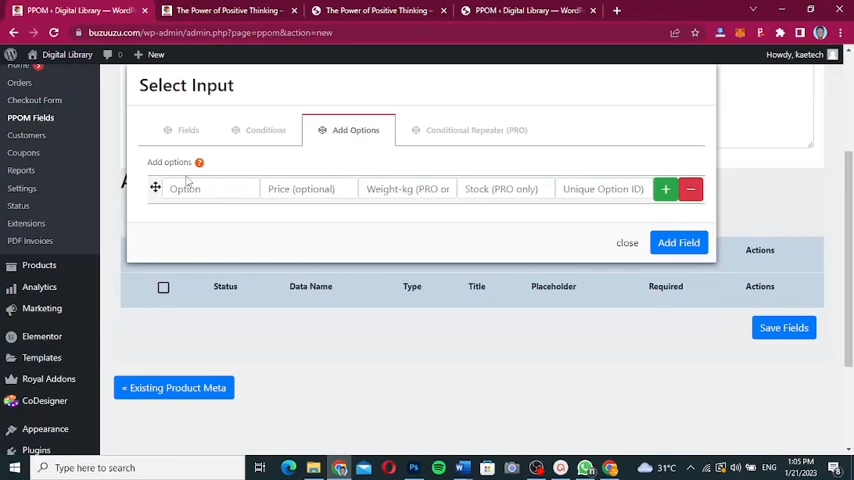 PPOM ‹ Digital Library — WordPr
The Power of Positive Thinking –
The Power of Positive Thinking –
PPOM ‹ Digital Library — WordPr
buzuuzu.com/wp-admin/admin.php?page=ppom&action=new
Digital Library
0
New
Howdy, kaetech
Home
Orders
Checkout Form
PPOM Fields
Customers
Coupons
Reports
Settings
Status
Extensions
PDF Invoices
Products
Analytics
Marketing
Elementor
Templates
Royal Addons
CoDesigner
Appearance
Plugins
Select Input
Fields
Conditions
Add Options
Conditional Repeater (PRO)
Add options ?
Option
Price (optional)
Weight-kg (PRO or
Stock (PRO only)
Unique Option ID)
close
Add Field
Actions
Status
Data Name
Type
Title
Placeholder
Required
Actions
Save Fields
« Existing Product Meta
Type here to search
31°C
ENG
1:05 PM
1/21/2023